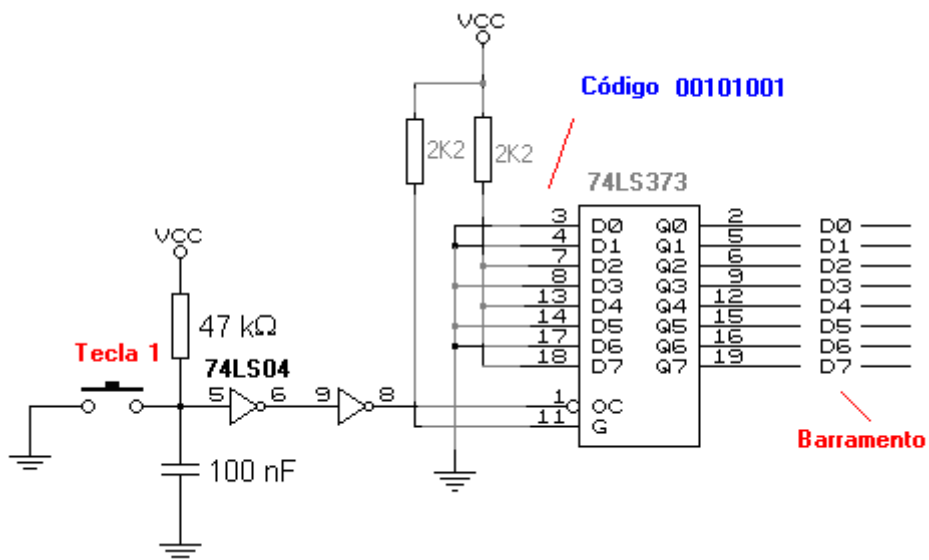 VCC
Código 00101001
2K2 2K2
74LS373
3 D0 Q0 2 D0
4 D1 Q1 5 D1
7 D2 Q2 6 D2
8 D3 Q3 9 D3
13 D4 Q4 12 D4
14 D5 Q5 15 D5
17 D6 Q6 16 D6
18 D7 Q7 19 D7
1 OC
11 G
Barramento
VCC
47 kΩ
Tecla 1
74LS04
5 6 9 8
100 nF